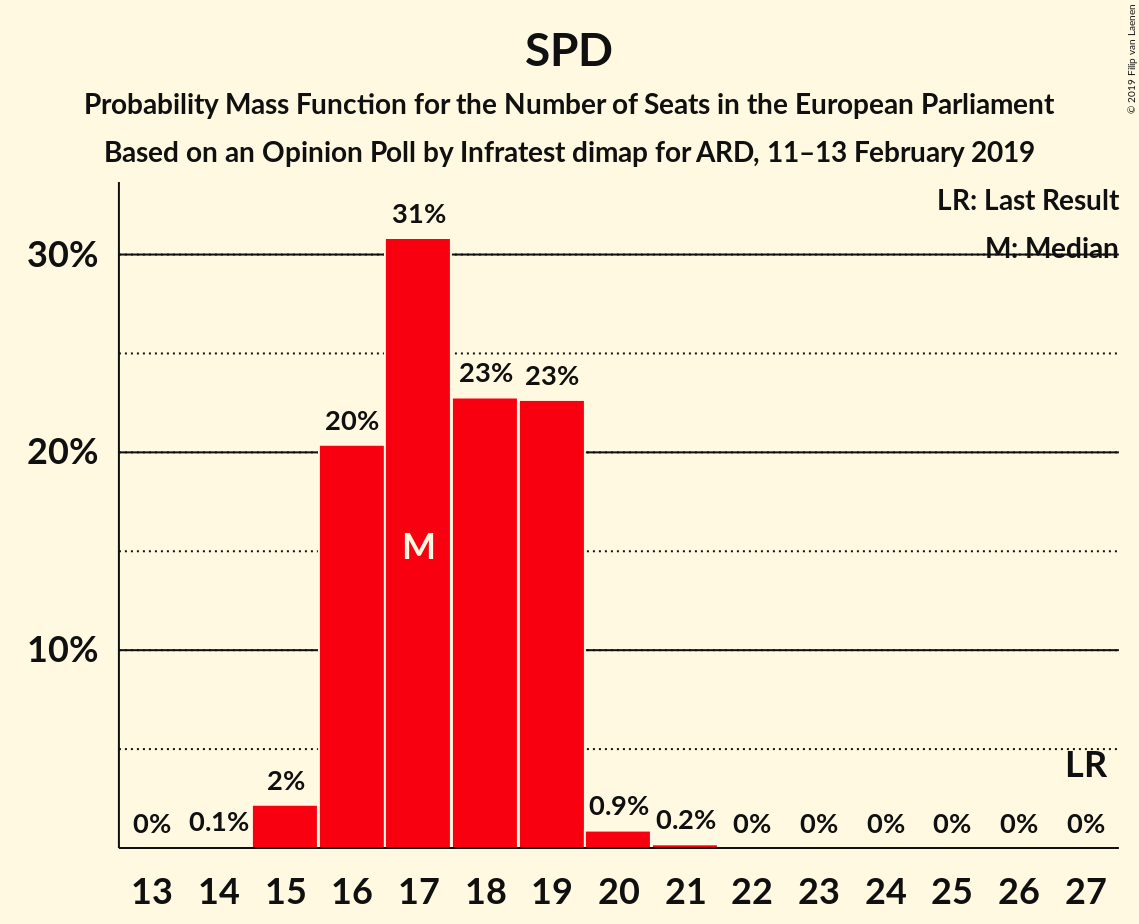 SPD
Probability Mass Function for the Number of Seats in the European Parliament
Based on an Opinion Poll by Infratest dimap for ARD, 11–13 February 2019
© 2019 Filip van Laenen
LR: Last Result
M: Median
30%
20%
10%
0% 0.1% 2% 20% 31% 23% 23% 0.9% 0.2% 0% 0% 0% 0% 0% 0%
M
LR
13 14 15 16 17 18 19 20 21 22 23 24 25 26 27